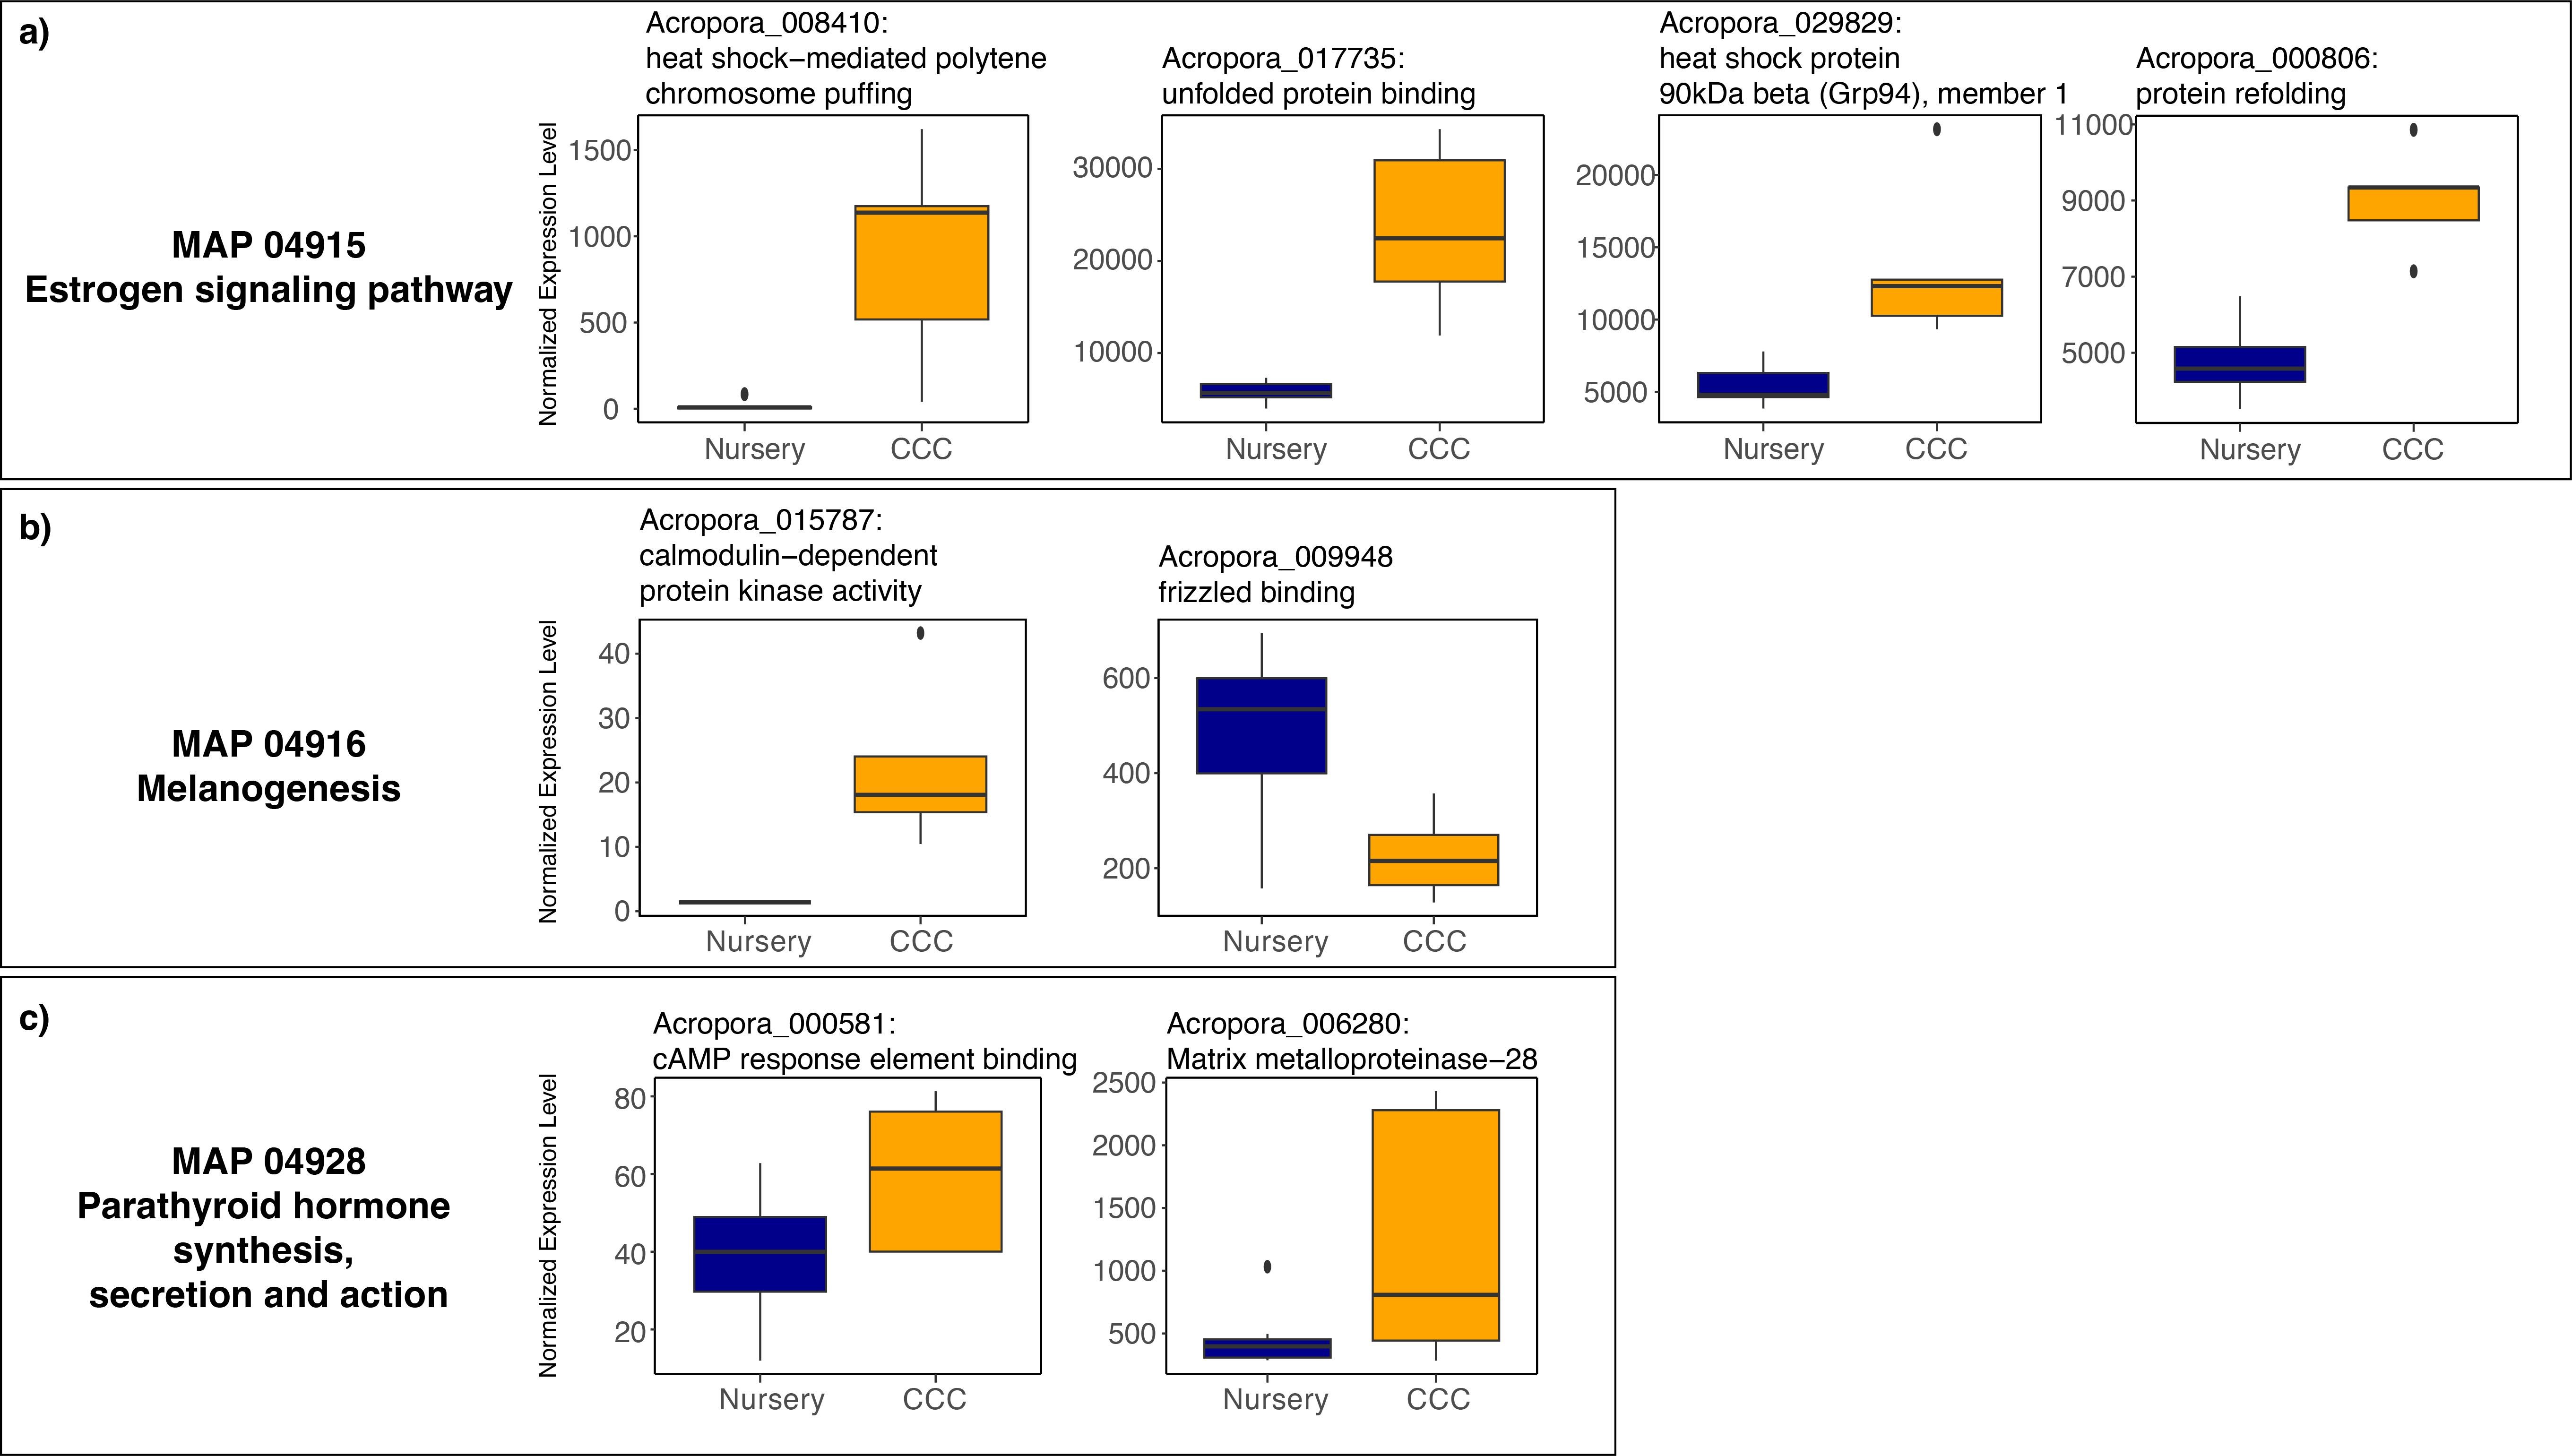 a)
MAP 04915
Estrogen signaling pathway
Normalized Expression Level
Acropora_008410:
heat shock−mediated polytene
chromosome puffing
1500
1000
500
0
Nursery CCC
Acropora_017735:
unfolded protein binding
30000
20000
10000
Nursery CCC
Acropora_029829:
heat shock protein
90kDa beta (Grp94), member 1
20000
15000
10000
5000
Nursery CCC
Acropora_000806:
protein refolding
11000
9000
7000
5000
Nursery CCC
b)
MAP 04916
Melanogenesis
Normalized Expression Level
Acropora_015787:
calmodulin−dependent
protein kinase activity
40
30
20
10
0
Nursery CCC
Acropora_009948
frizzled binding
600
400
200
Nursery CCC
c)
MAP 04928
Parathyroid hormone
synthesis,
secretion and action
Normalized Expression Level
Acropora_000581:
cAMP response element binding
80
60
40
20
Nursery CCC
Acropora_006280:
Matrix metalloproteinase−28
2500
2000
1500
1000
500
Nursery CCC